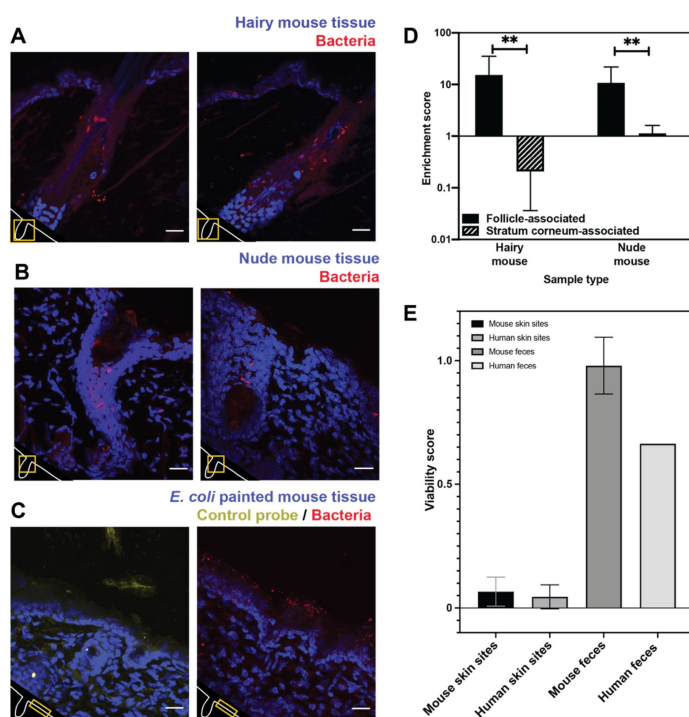 A
Hairy mouse tissue
Bacteria
B
Nude mouse tissue
Bacteria
C
E. coli painted mouse tissue
Control probe / Bacteria
D
Enrichment score
100
10
1
0.1
0.01
**
**
Follicle-associated
Stratum corneum-associated
Hairy
mouse
Nude
mouse
Sample type
E
Viability score
1.0
0.5
0
Mouse skin sites
Human skin sites
Mouse feces
Human feces
Mouse skin sites
Human skin sites
Mouse feces
Human feces